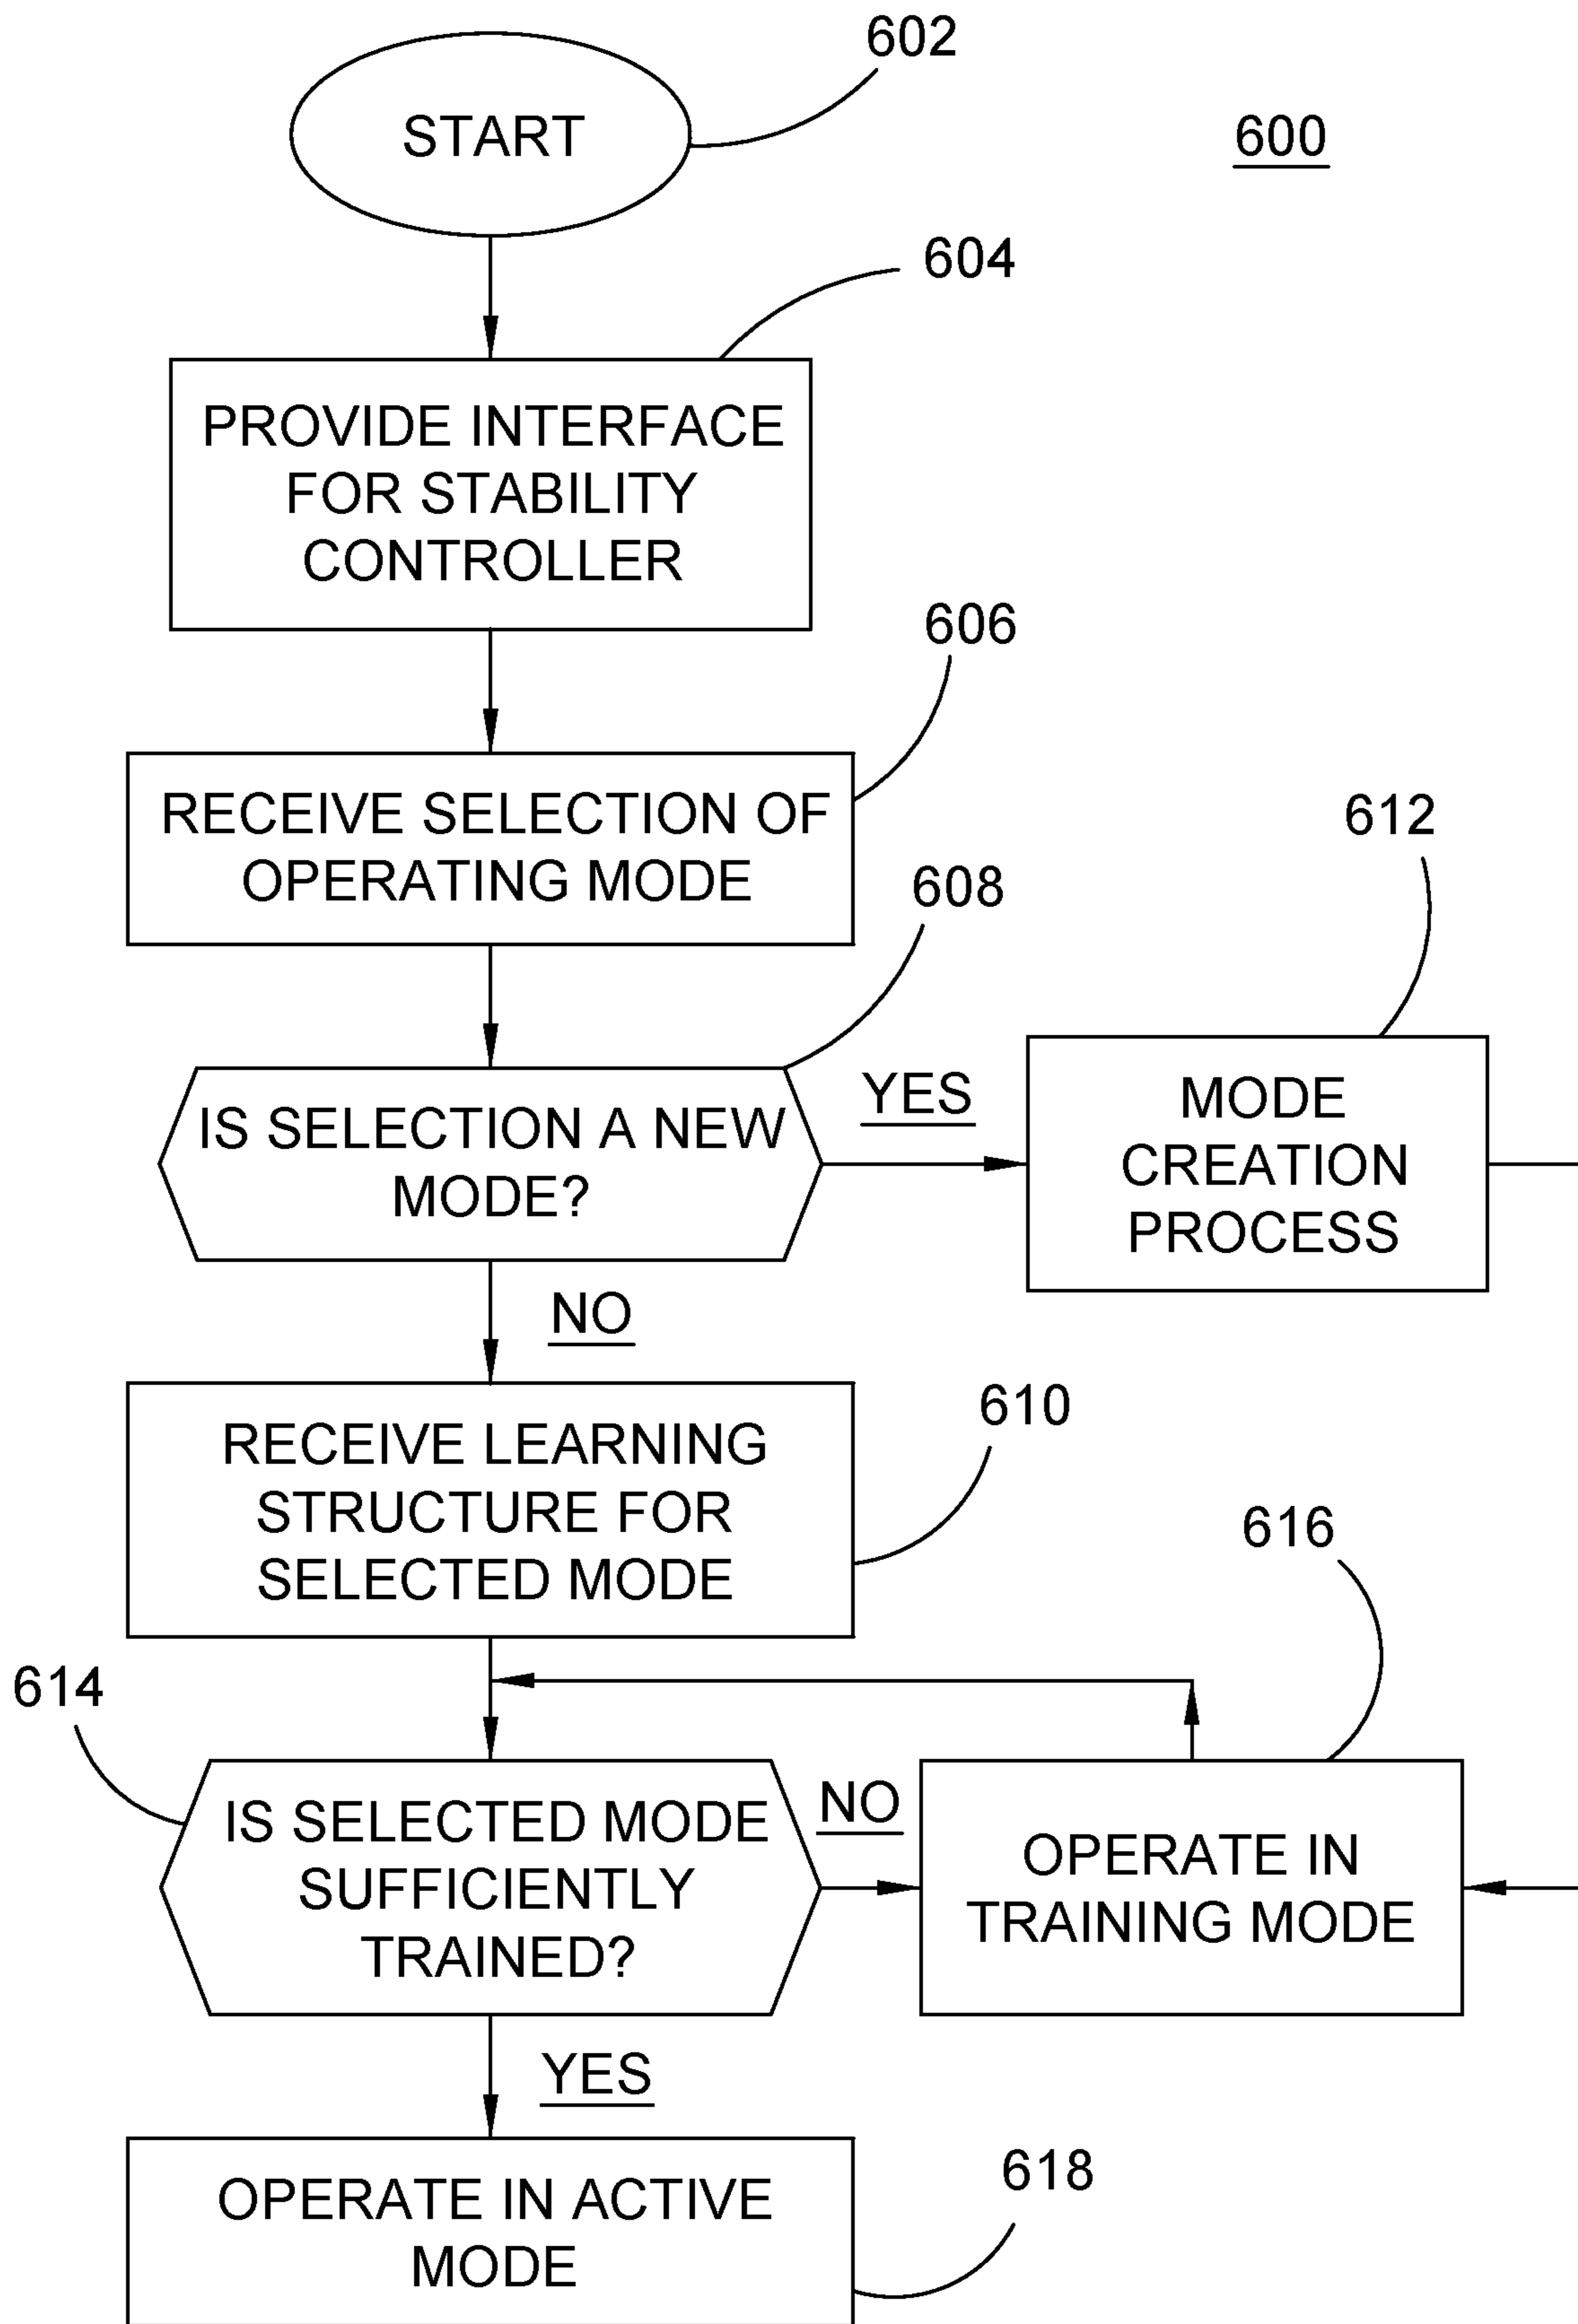 602
START
600
604
PROVIDE INTERFACE
FOR STABILITY
CONTROLLER
606
RECEIVE SELECTION OF
OPERATING MODE
612
608
IS SELECTION A NEW
MODE?
YES
MODE
CREATION
PROCESS
NO
610
RECEIVE LEARNING
STRUCTURE FOR
SELECTED MODE
616
614
IS SELECTED MODE
SUFFICIENTLY
TRAINED?
NO
OPERATE IN
TRAINING MODE
YES
618
OPERATE IN ACTIVE
MODE